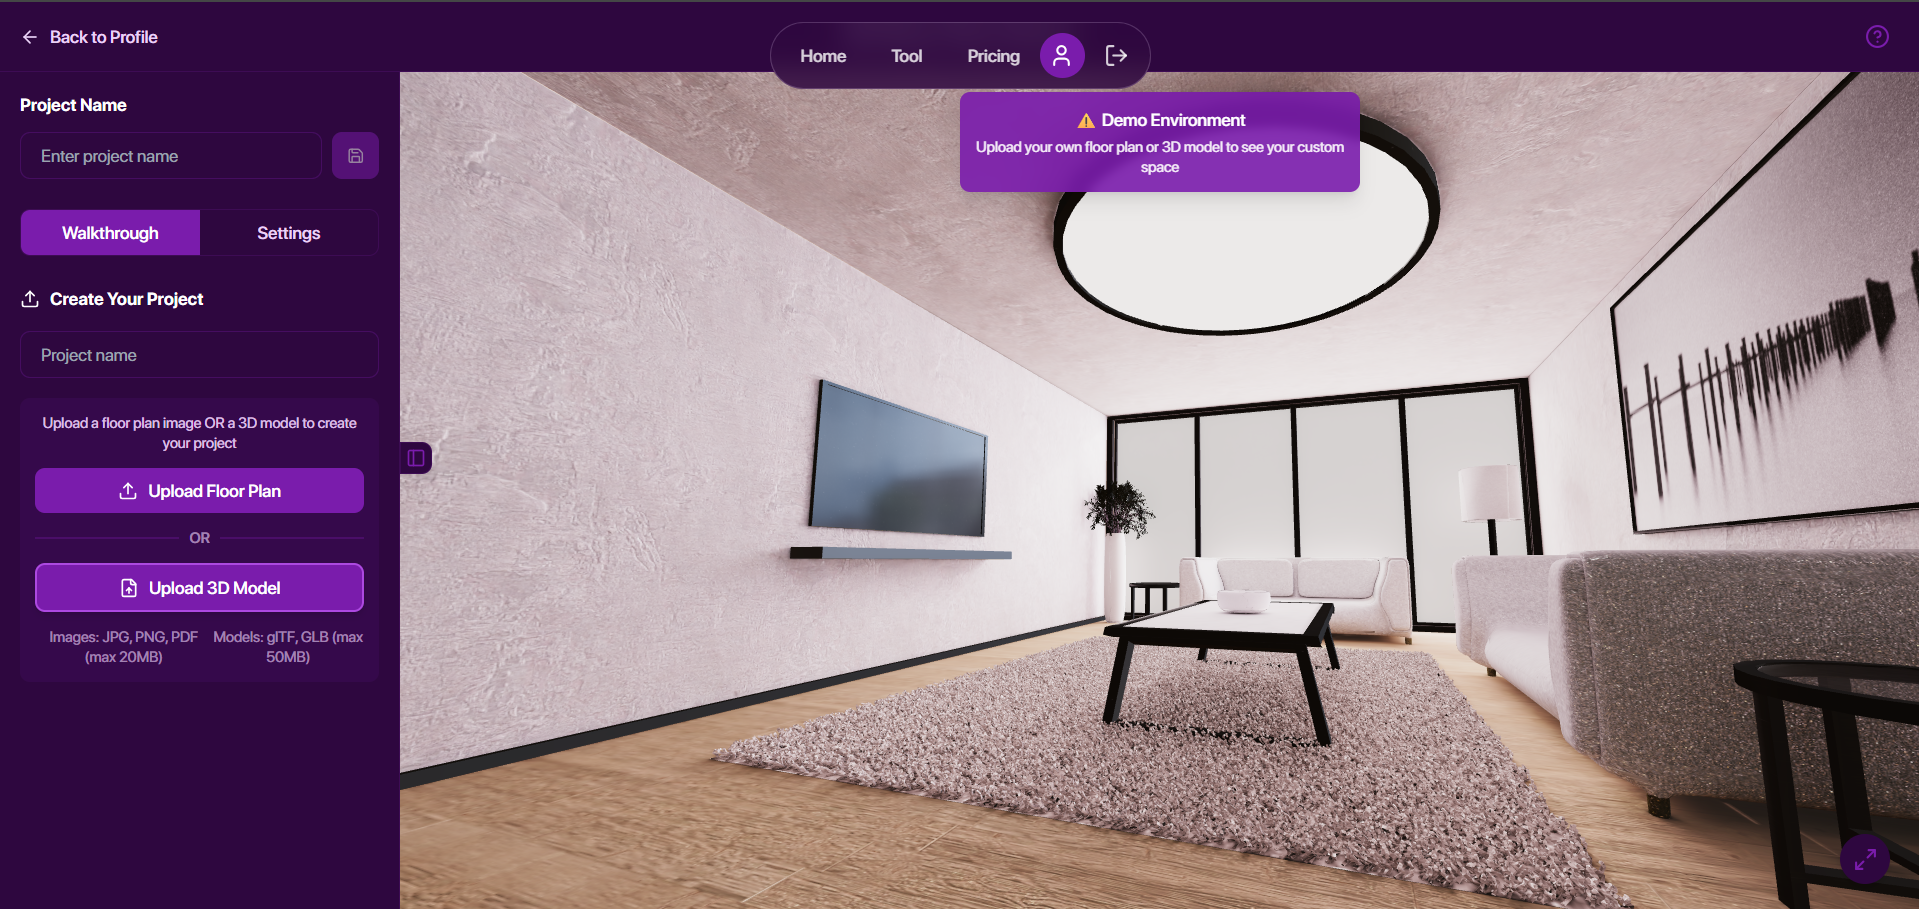 Back to Profile
Home
Tool
Pricing
Project Name
Enter project name
Walkthrough
Settings
Create Your Project
Project name
Upload a floor plan image OR a 3D model to create
your project
Upload Floor Plan
OR
Upload 3D Model
Images: JPG, PNG, PDF
(max 20MB)
Models: glTF, GLB (max
50MB)
⚠️ Demo Environment
Upload your own floor plan or 3D model to see your custom
space